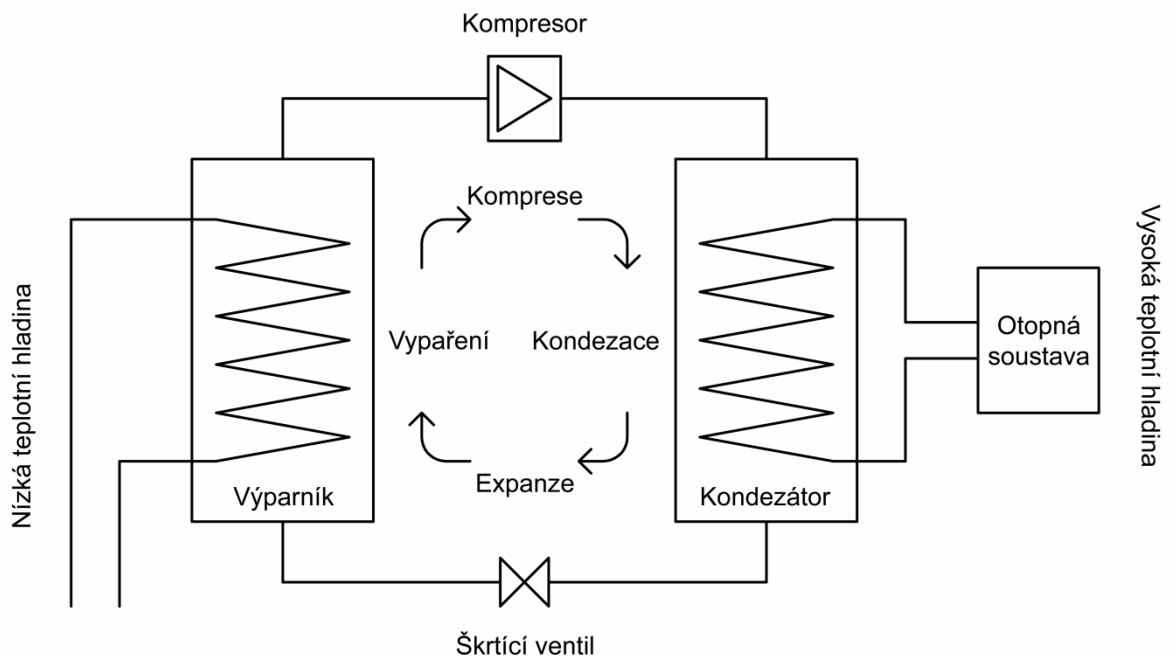 Kompresor
Komprese
Vypaření
Kondezace
Expanze
Výparník
Kondezátor
Škrtící ventil
Nízká teplotní hladina
Otopná
soustava
Vysoká teplotní hladina